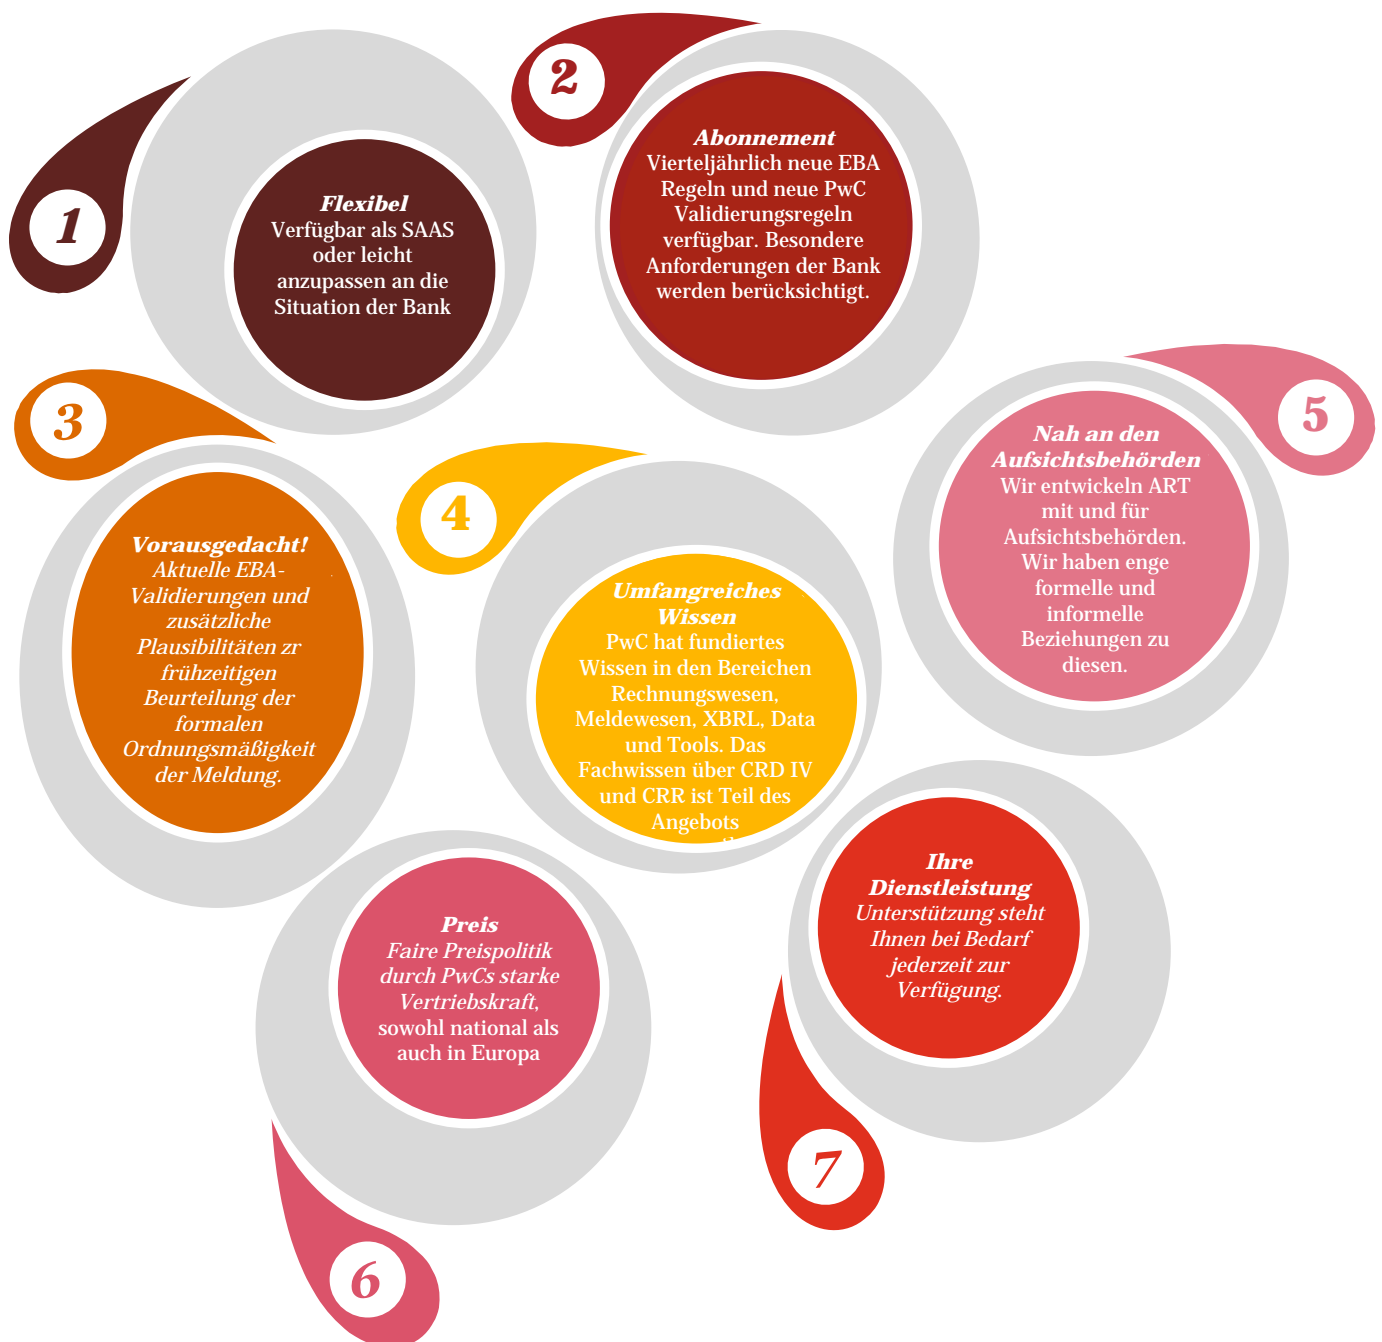 1
Flexibel
Verfügbar als SAAS
oder leicht
anzupassen an die
Situation der Bank
2
Abonnement
Vierteljährlich neue EBA
Regeln und neue PwC
Validierungsregeln
verfügbar. Besondere
Anforderungen der Bank
werden berücksichtigt.
3
Vorausgedacht!
Aktuelle EBA-
Validierungen und
zusätzliche
Plausibilitäten zr
frühzeitigen
Beurteilung der
formalen
Ordnungsmäßigkeit
der Meldung.
4
Umfangreiches
Wissen
PwC hat fundiertes
Wissen in den Bereichen
Rechnungswesen,
Meldewesen, XBRL, Data
und Tools. Das
Fachwissen über CRD IV
und CRR ist Teil des
Angebots
5
Nah an den
Aufsichtsbehörden
Wir entwickeln ART
mit und für
Aufsichtsbehörden.
Wir haben enge
formelle und
informelle
Beziehungen zu
diesen.
6
Preis
Faire Preispolitik
durch PwCs starke
Vertriebskraft,
sowohl national als
auch in Europa
7
Ihre
Dienstleistung
Unterstützung steht
Ihnen bei Bedarf
jederzeit zur
Verfügung.